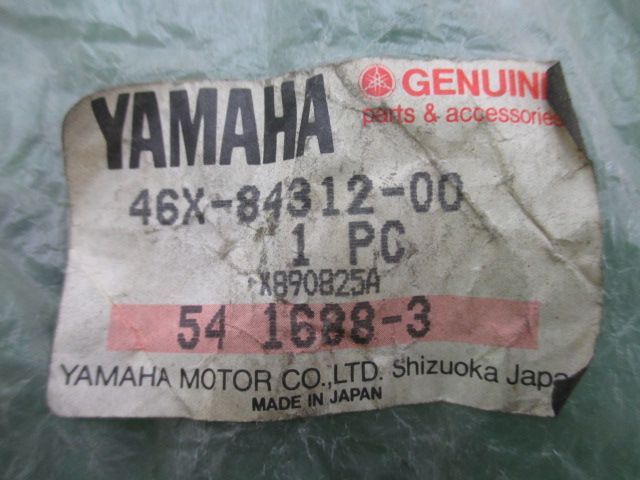 YAMAHA
GENUINE
parts & accessories
46X-84312-00
1 PC
X890825A
54 1688-3
YAMAHA MOTOR CO.,LTD. Shizuoka Japa
MADE IN JAPAN